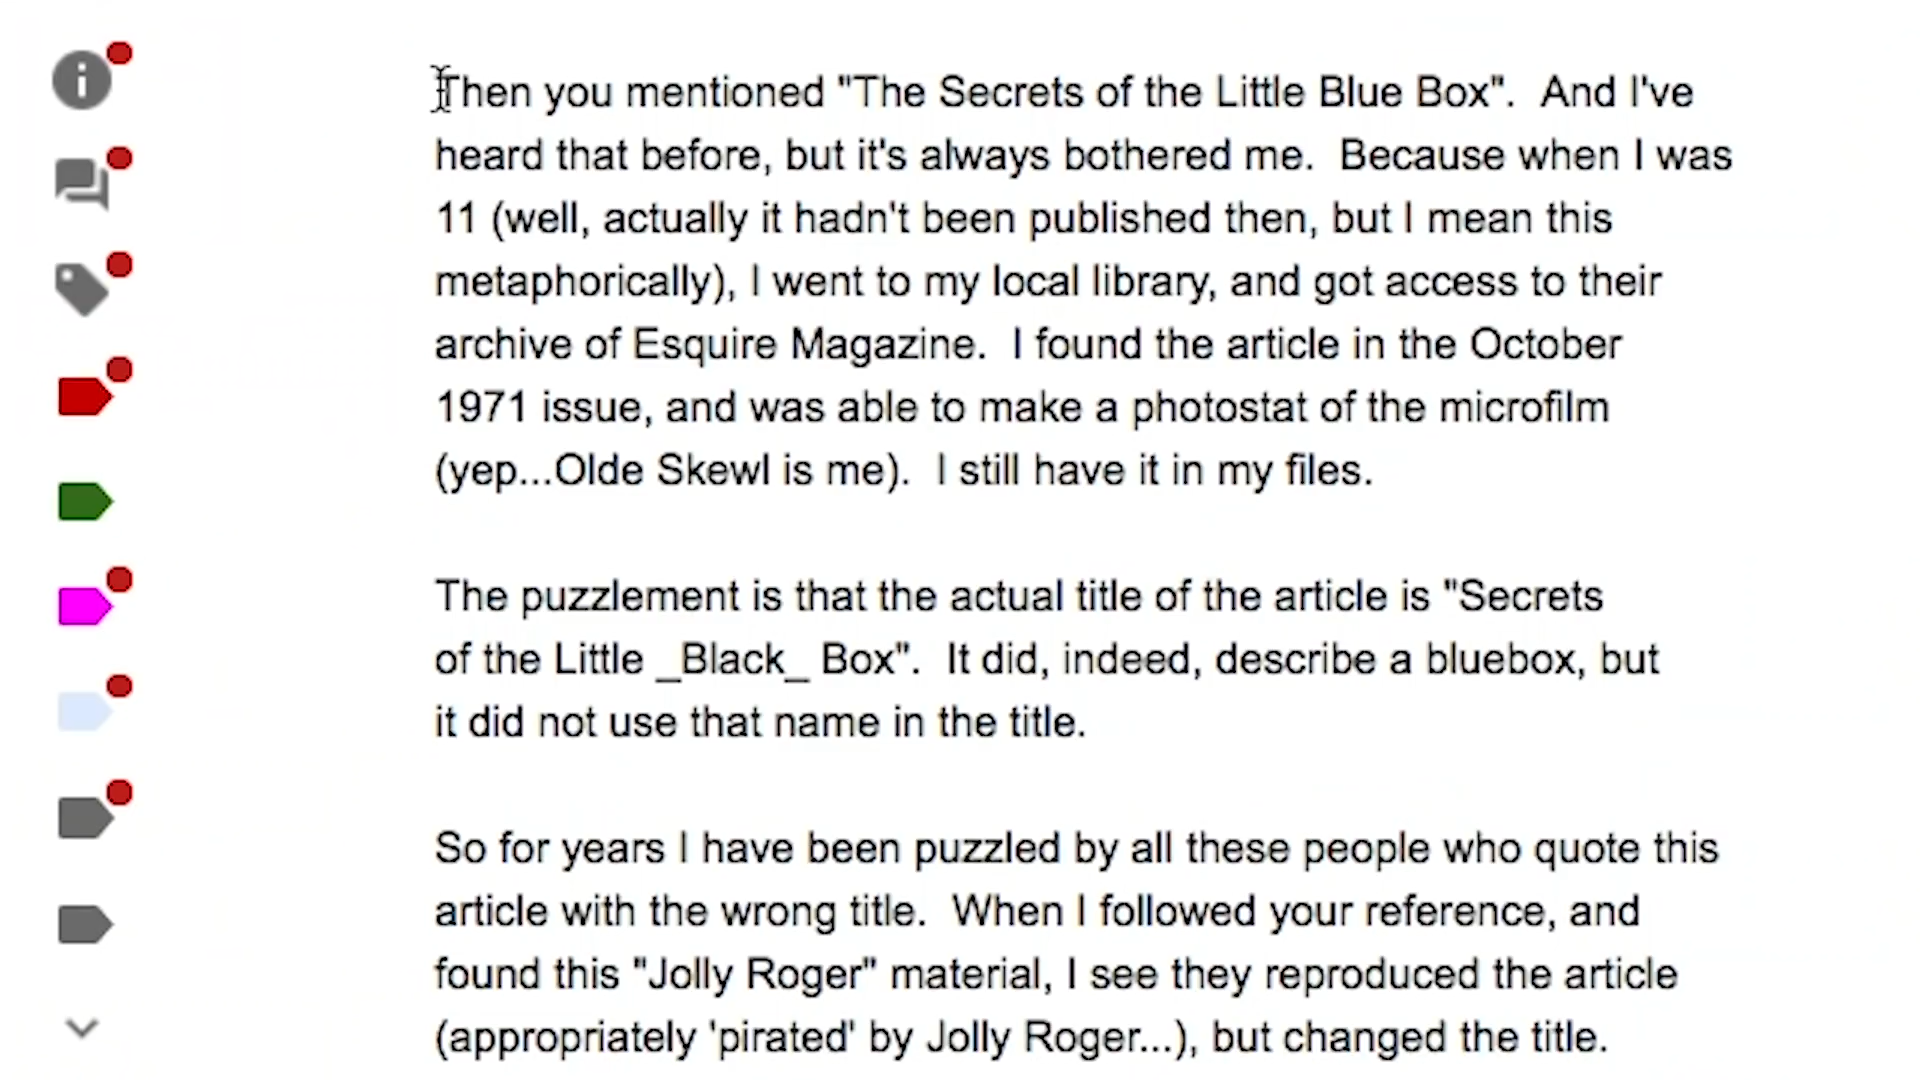 Then you mentioned "The Secrets of the Little Blue Box".  And I've
heard that before, but it's always bothered me.  Because when I was
11 (well, actually it hadn't been published then, but I mean this
metaphorically), I went to my local library, and got access to their
archive of Esquire Magazine.  I found the article in the October
1971 issue, and was able to make a photostat of the microfilm
(yep...Olde Skewl is me).  I still have it in my files.
The puzzlement is that the actual title of the article is "Secrets
of the Little _Black_ Box".  It did, indeed, describe a bluebox, but
it did not use that name in the title.
So for years I have been puzzled by all these people who quote this
article with the wrong title.  When I followed your reference, and
found this "Jolly Roger" material, I see they reproduced the article
(appropriately 'pirated' by Jolly Roger...), but changed the title.